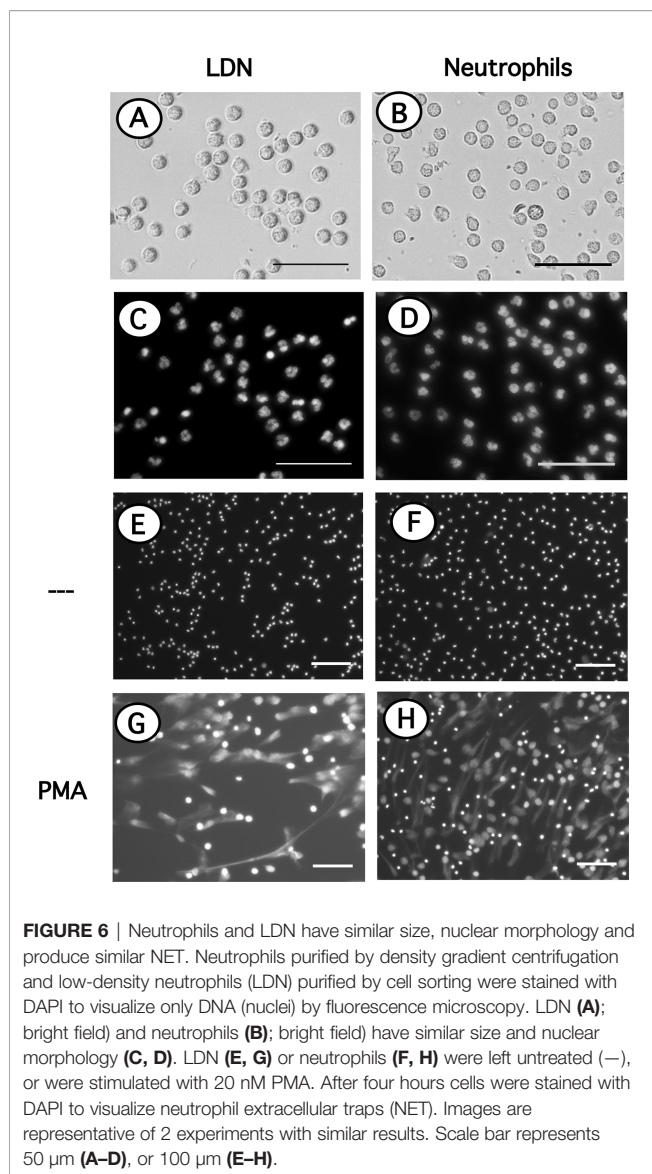 LDN Neutrophils
A B
C D
---
E F
PMA
G H
FIGURE 6 | Neutrophils and LDN have similar size, nuclear morphology and
produce similar NET. Neutrophils purified by density gradient centrifugation
and low-density neutrophils (LDN) purified by cell sorting were stained with
DAPI to visualize only DNA (nuclei) by fluorescence microscopy. LDN (A);
bright field) and neutrophils (B); bright field) have similar size and nuclear
morphology (C, D). LDN (E, G) or neutrophils (F, H) were left untreated (—),
or were stimulated with 20 nM PMA. After four hours cells were stained with
DAPI to visualize neutrophil extracellular traps (NET). Images are
representative of 2 experiments with similar results. Scale bar represents
50 μm (A–D), or 100 μm (E–H).